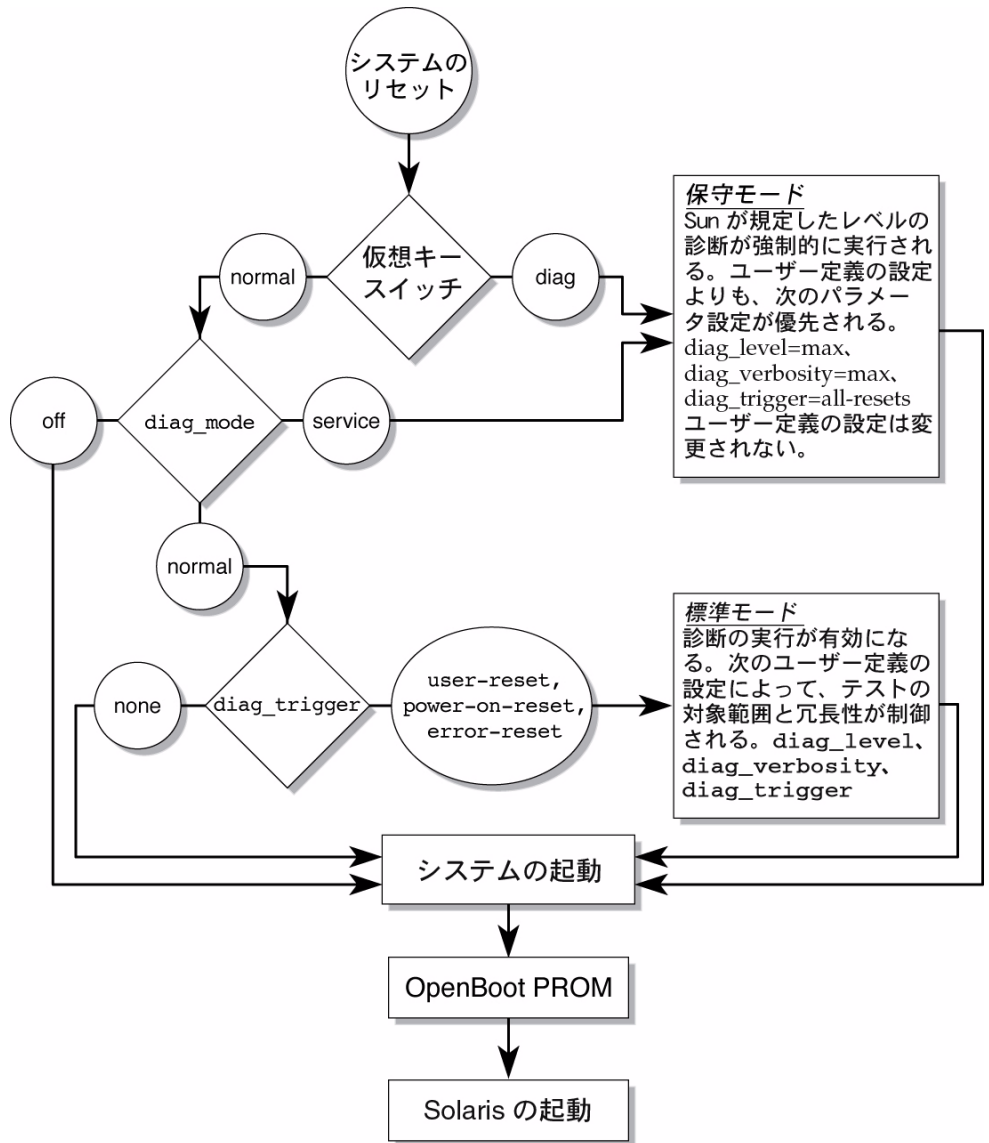 システムの
リセット
仮想キー
スイッチ
normal
diag
保守モード
Sun が規定したレベルの
診断が強制的に実行され
る。ユーザー定義の設定
よりも、次のパラメー
タ設定が優先される。
diag_level=max、
diag_verbosity=max、
diag_trigger=all-resets
ユーザー定義の設定は変
更されない。
off
diag_mode
service
normal
none
diag_trigger
user-reset,
power-on-reset,
error-reset
標準モード
診断の実行が有効にな
る。次のユーザー定義の
設定によって、テストの
対象範囲と冗長性が制御
される。diag_level、
diag_verbosity、
diag_trigger
システムの起動
OpenBoot PROM
Solaris の起動